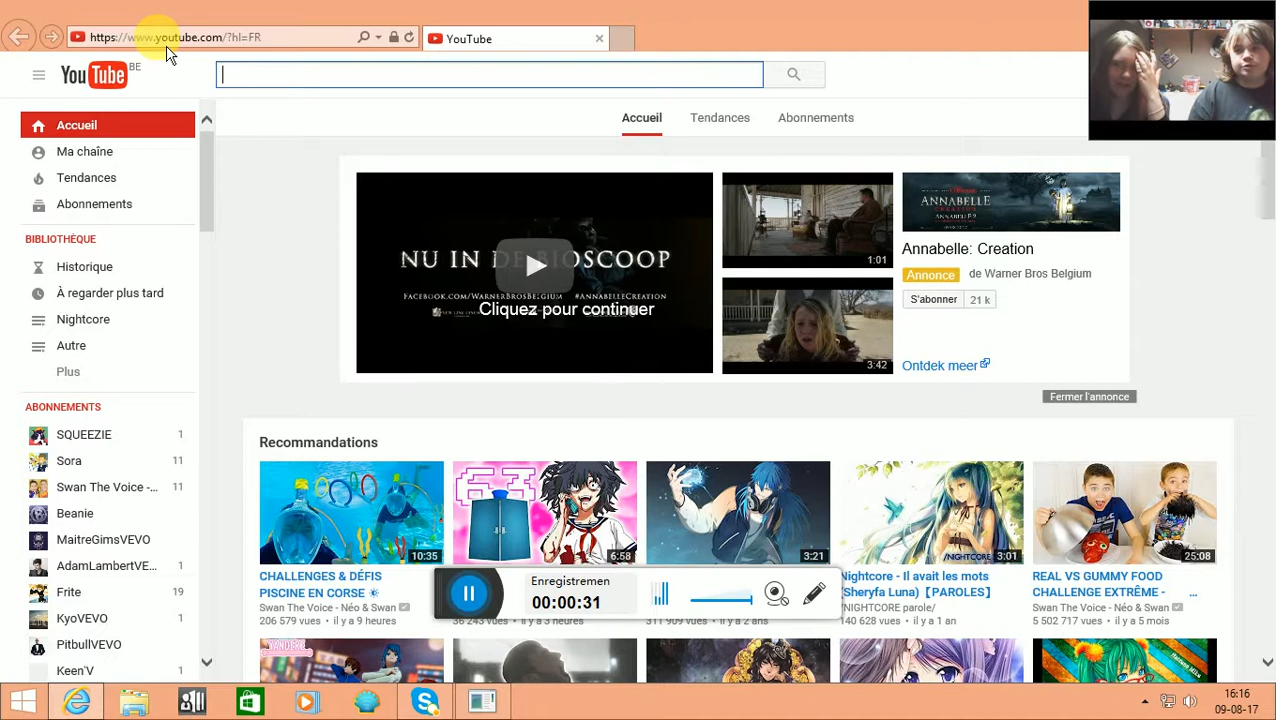 https://www.youtube.com/?hl=FR
YouTube
YouTube BE
Accueil
Ma chaîne
Tendances
Abonnements
BIBLIOTHÈQUE
Historique
À regarder plus tard
Nightcore
Autre
Plus
ABONNEMENTS
SQUEEZIE 1
Sora 11
Swan The Voice -... 11
Beanie
MaitreGimsVEVO
AdamLambertVE...
Frite 19
KyoVEVO
PitbullVEVO
Keen'V 1
Accueil Tendances Abonnements
NU IN DE BIOSCOOP
FACEBOOK.COM/WARNERBROSBELGIUM #ANNABELLECREATION
Cliquez pour continuer
1:01
3:42
ANNABELLE
CREATION
Annabelle: Creation
Annonce de Warner Bros Belgium
S'abonner 21 k
Ontdek meer
Fermer l'annonce
Recommandations
10:35
6:58
3:21
/NIGHTCORE 3:01
25:08
CHALLENGES & DÉFIS
PISCINE EN CORSE
Swan The Voice - Néo & Swan
206 579 vues • il y a 9 heures
36 243 vues • il y a 3 heures
311 909 vues • il y a 2 ans
Nightcore - Il avait les mots
(Sheryfa Luna)【PAROLES】
/NIGHTCORE parole/
140 628 vues • il y a 1 an
REAL VS GUMMY FOOD
CHALLENGE EXTRÊME - ...
Swan The Voice - Néo & Swan
5 502 717 vues • il y a 5 mois
Enregistremen
00:00:31
16:16
09-08-17